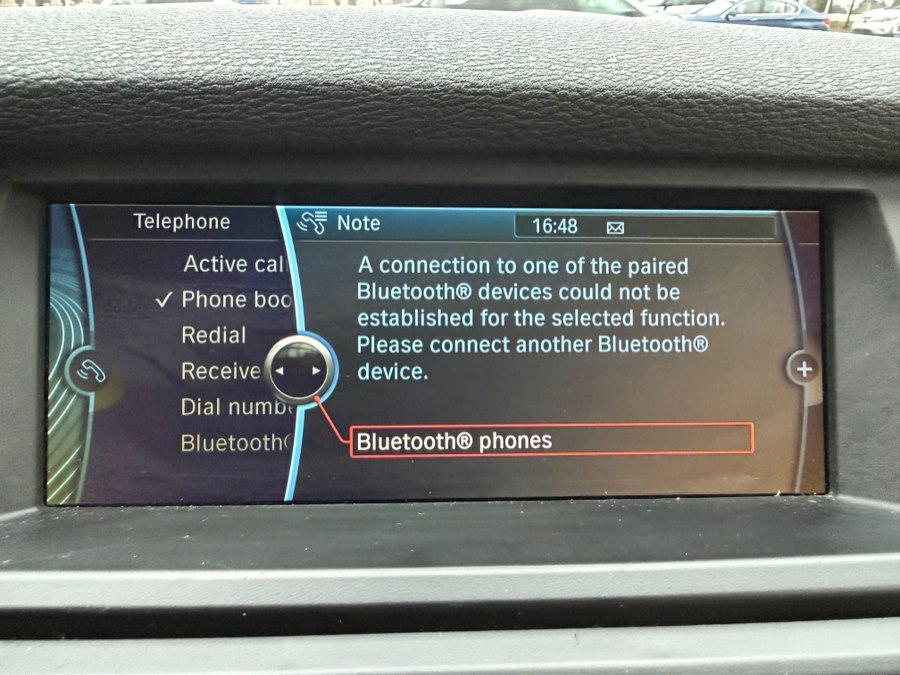 Telephone
Note
16:48
Active cal
✓ Phone boo
Redial
Receive
Dial numb
Bluetooth
A connection to one of the paired
Bluetooth® devices could not be
established for the selected function.
Please connect another Bluetooth®
device.
Bluetooth® phones